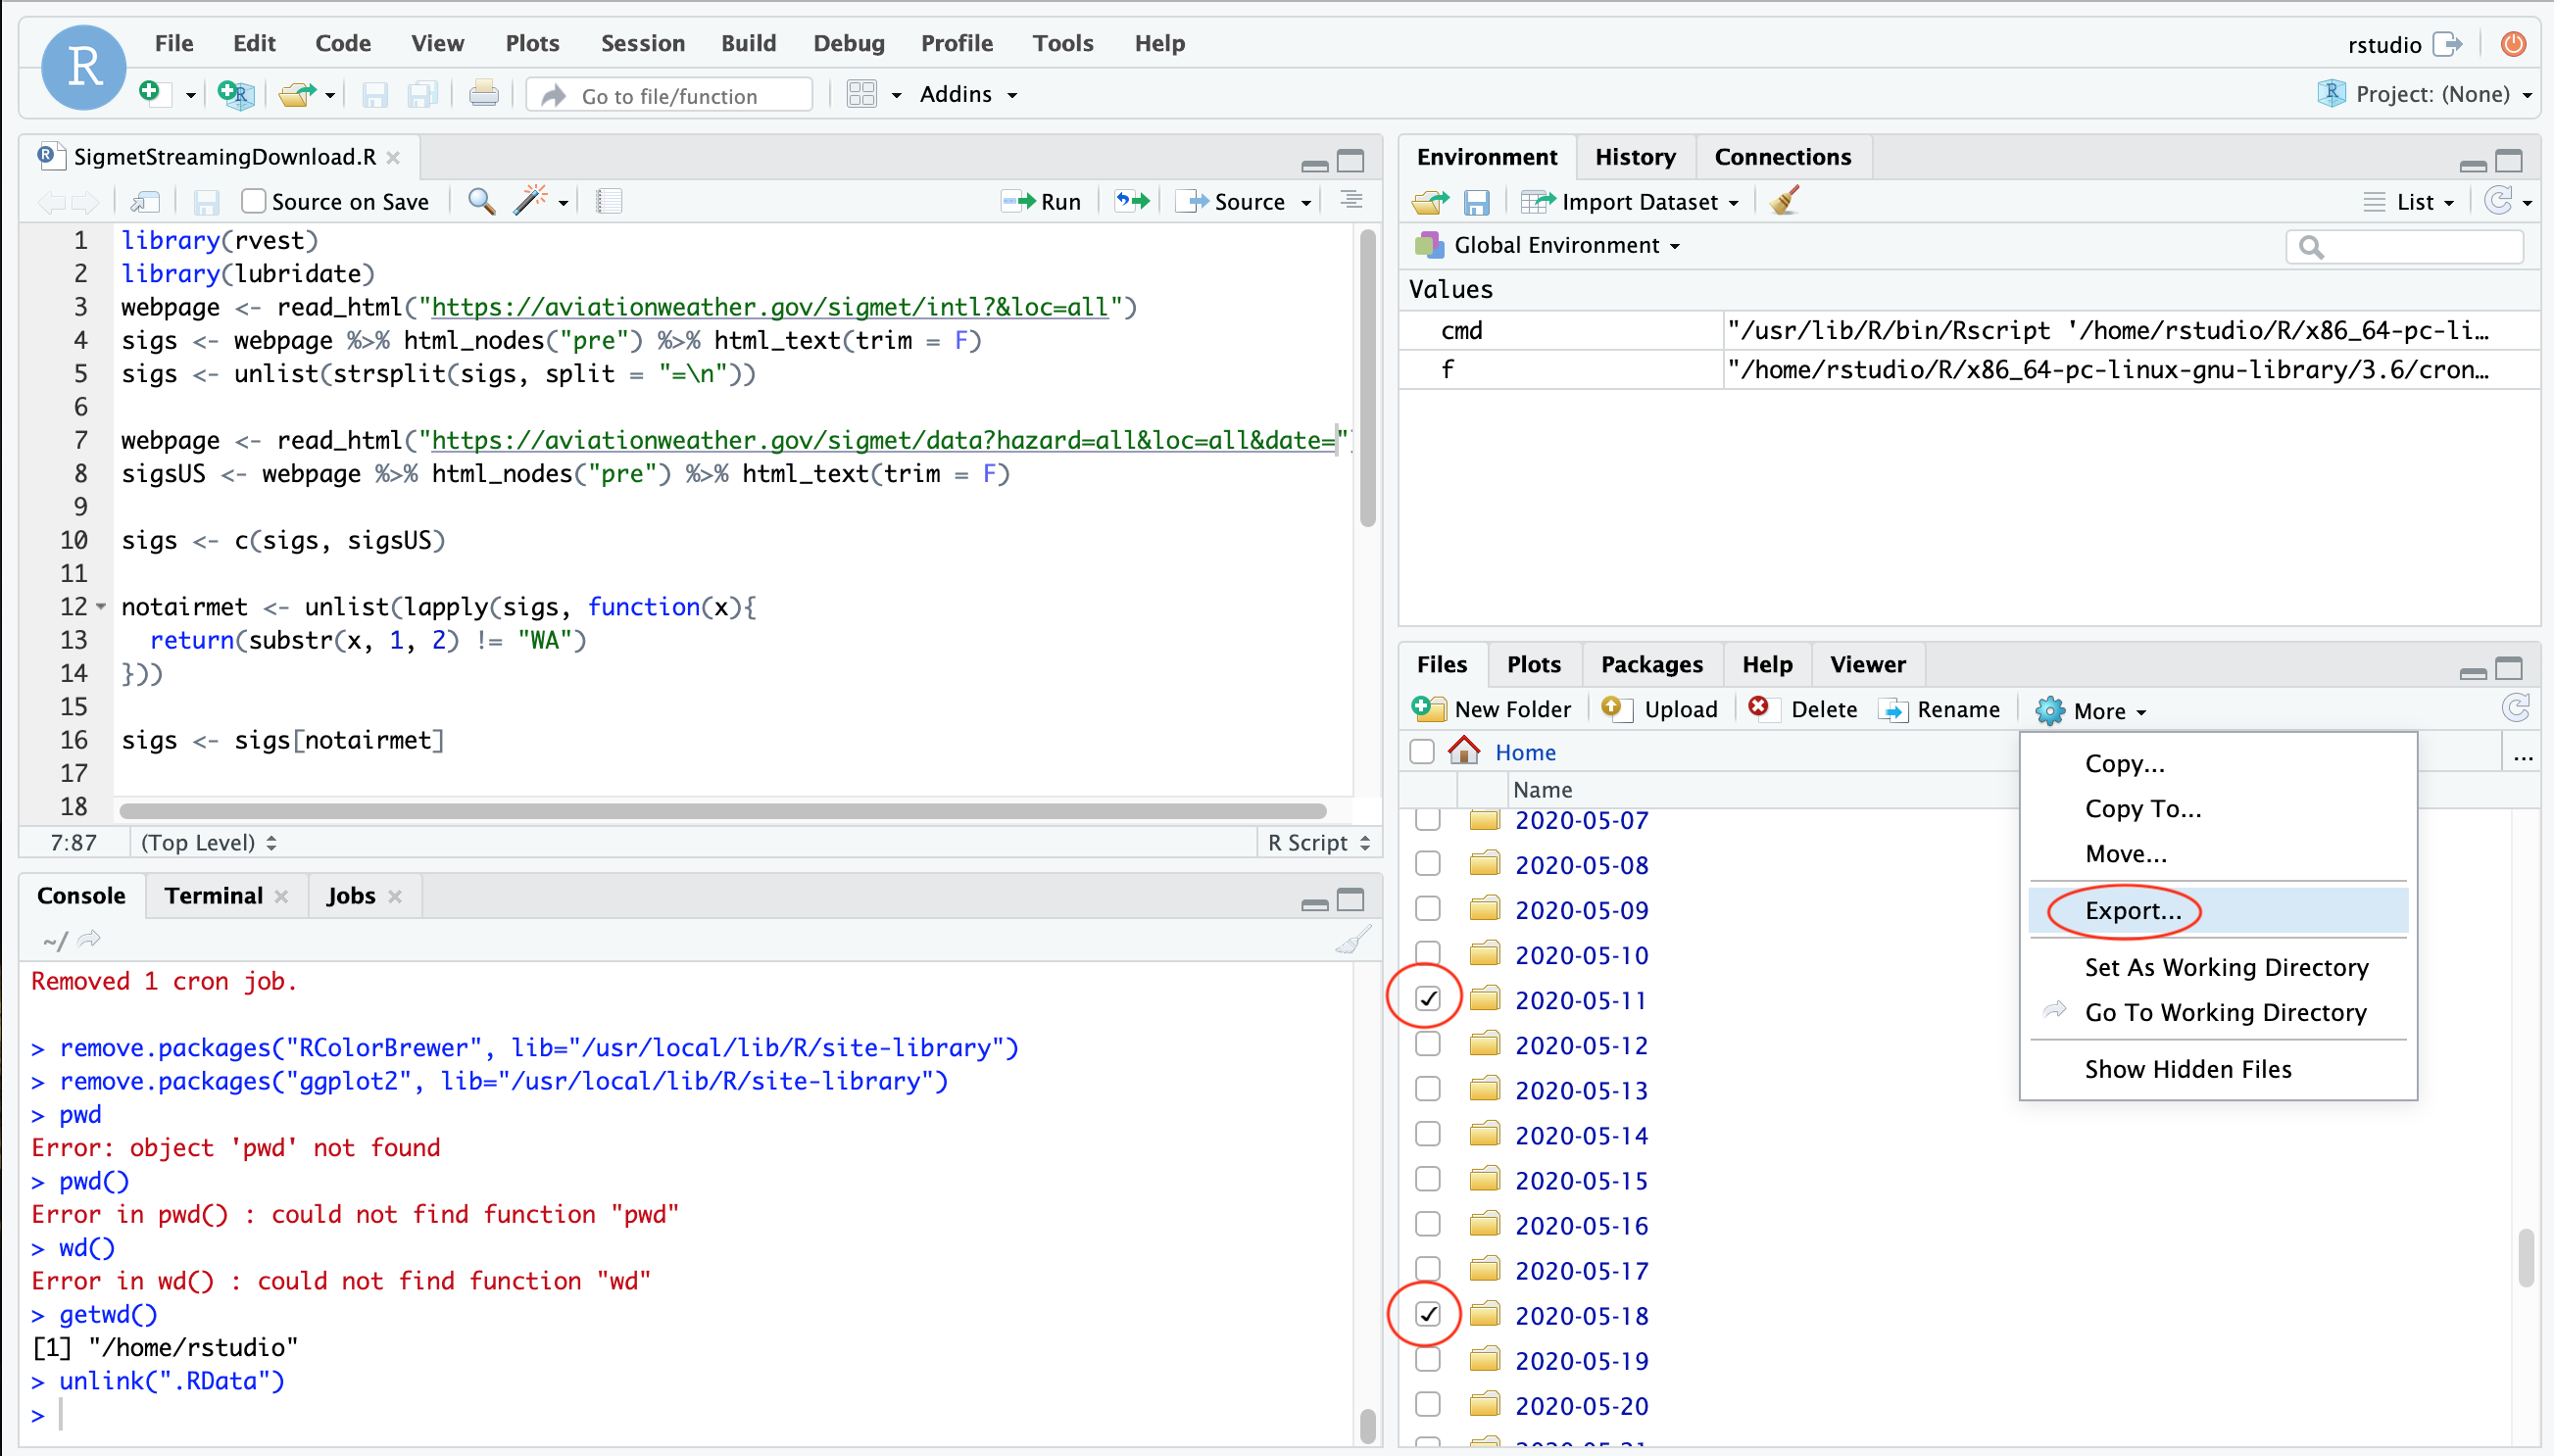 R
File Edit Code View Plots Session Build Debug Profile Tools Help
rstudio
Go to file/function
Addins
Project: (None)
SigmetStreamingDownload.R
Source on Save
Run
Source
1 library(rvest)
2 library(lubridate)
3 webpage <- read_html("https://aviationweather.gov/sigmet/intl?&loc=all")
4 sigs <- webpage %>% html_nodes("pre") %>% html_text(trim = F)
5 sigs <- unlist(strsplit(sigs, split = "=\n"))
6
7 webpage <- read_html("https://aviationweather.gov/sigmet/data?hazard=all&loc=all&date="
8 sigsUS <- webpage %>% html_nodes("pre") %>% html_text(trim = F)
9
10 sigs <- c(sigs, sigsUS)
11
12 notairmet <- unlist(lapply(sigs, function(x){
13 return(substr(x, 1, 2) != "WA")
14 }))
15
16 sigs <- sigs[notairmet]
17
18
7:87 (Top Level) R Script
Console Terminal Jobs
~/
Removed 1 cron job.
> remove.packages("RColorBrewer", lib="/usr/local/lib/R/site-library")
> remove.packages("ggplot2", lib="/usr/local/lib/R/site-library")
> pwd
Error: object 'pwd' not found
> pwd()
Error in pwd() : could not find function "pwd"
> wd()
Error in wd() : could not find function "wd"
> getwd()
[1] "/home/rstudio"
> unlink(".RData")
>
Environment History Connections
Import Dataset
List
Global Environment
Values
cmd "/usr/lib/R/bin/Rscript '/home/rstudio/R/x86_64-pc-li…
f "/home/rstudio/R/x86_64-pc-linux-gnu-library/3.6/cron…
Files Plots Packages Help Viewer
New Folder Upload Delete Rename More
Home
...
Name
2020-05-07
2020-05-08
2020-05-09
2020-05-10
2020-05-11
2020-05-12
2020-05-13
2020-05-14
2020-05-15
2020-05-16
2020-05-17
2020-05-18
2020-05-19
2020-05-20
2020-05-21
Copy...
Copy To...
Move...
Export...
Set As Working Directory
Go To Working Directory
Show Hidden Files